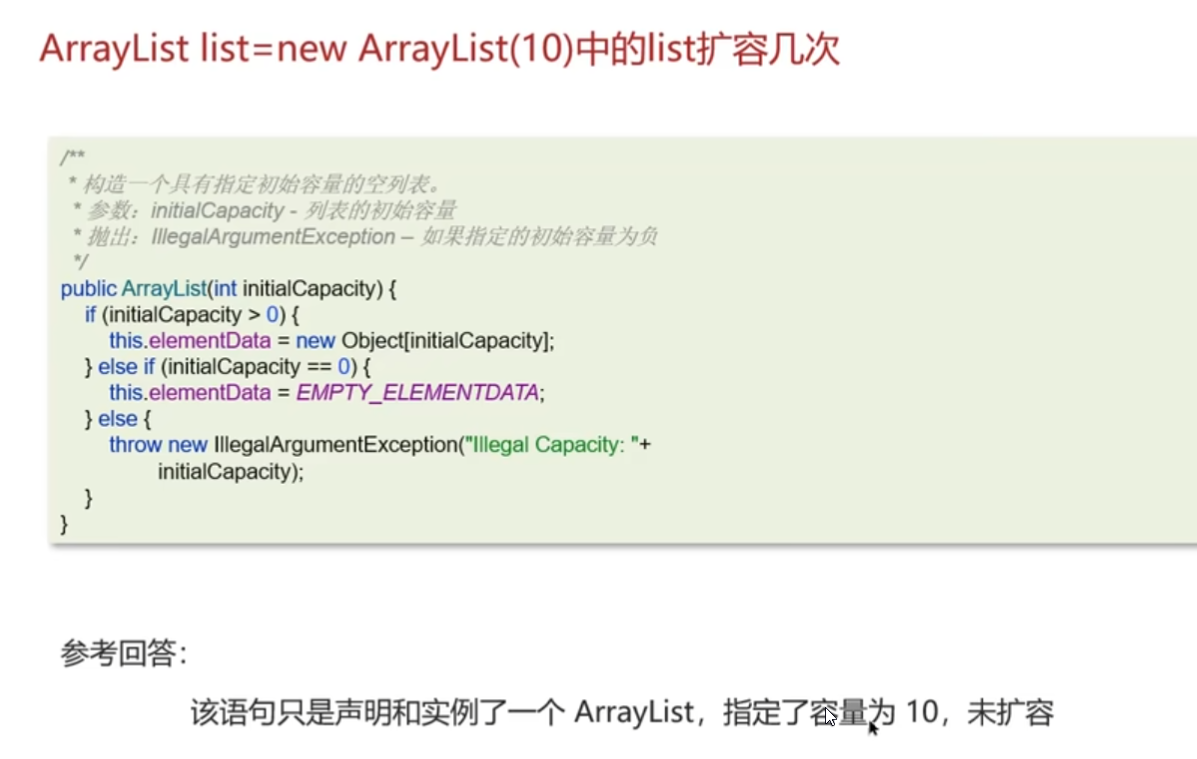 ArrayList list=new ArrayList(10)中的list扩容几次
/**
* 构造一个具有指定初始容量的空列表。
* 参数：initialCapacity - 列表的初始容量
* 抛出：IllegalArgumentException – 如果指定的初始容量为负
*/
public ArrayList(int initialCapacity) {
if (initialCapacity > 0) {
this.elementData = new Object[initialCapacity];
} else if (initialCapacity == 0) {
this.elementData = EMPTY_ELEMENTDATA;
} else {
throw new IllegalArgumentException("Illegal Capacity: "+
initialCapacity);
}
}
参考回答：
该语句只是声明和实例了一个 ArrayList，指定了容量为 10，未扩容